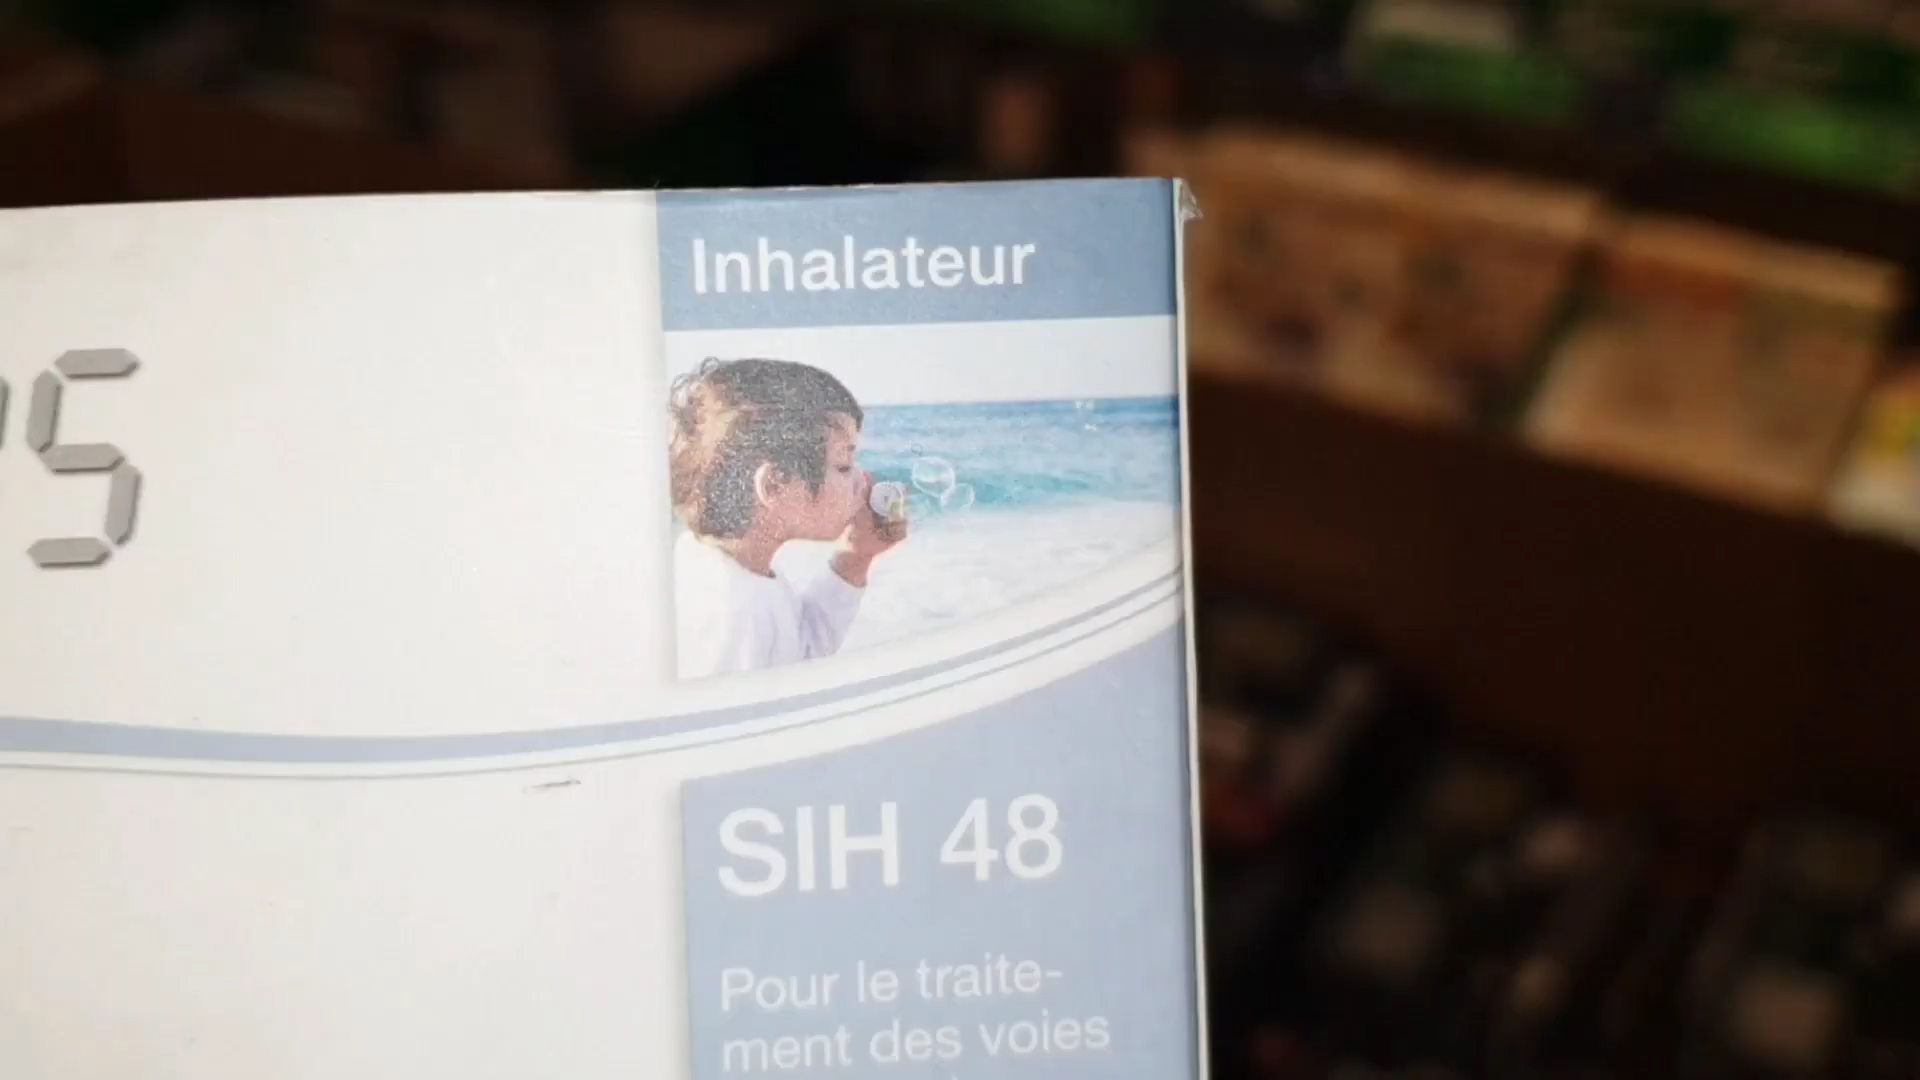 Inhalateur
S
SIH 48
Pour le traite-
ment des voies